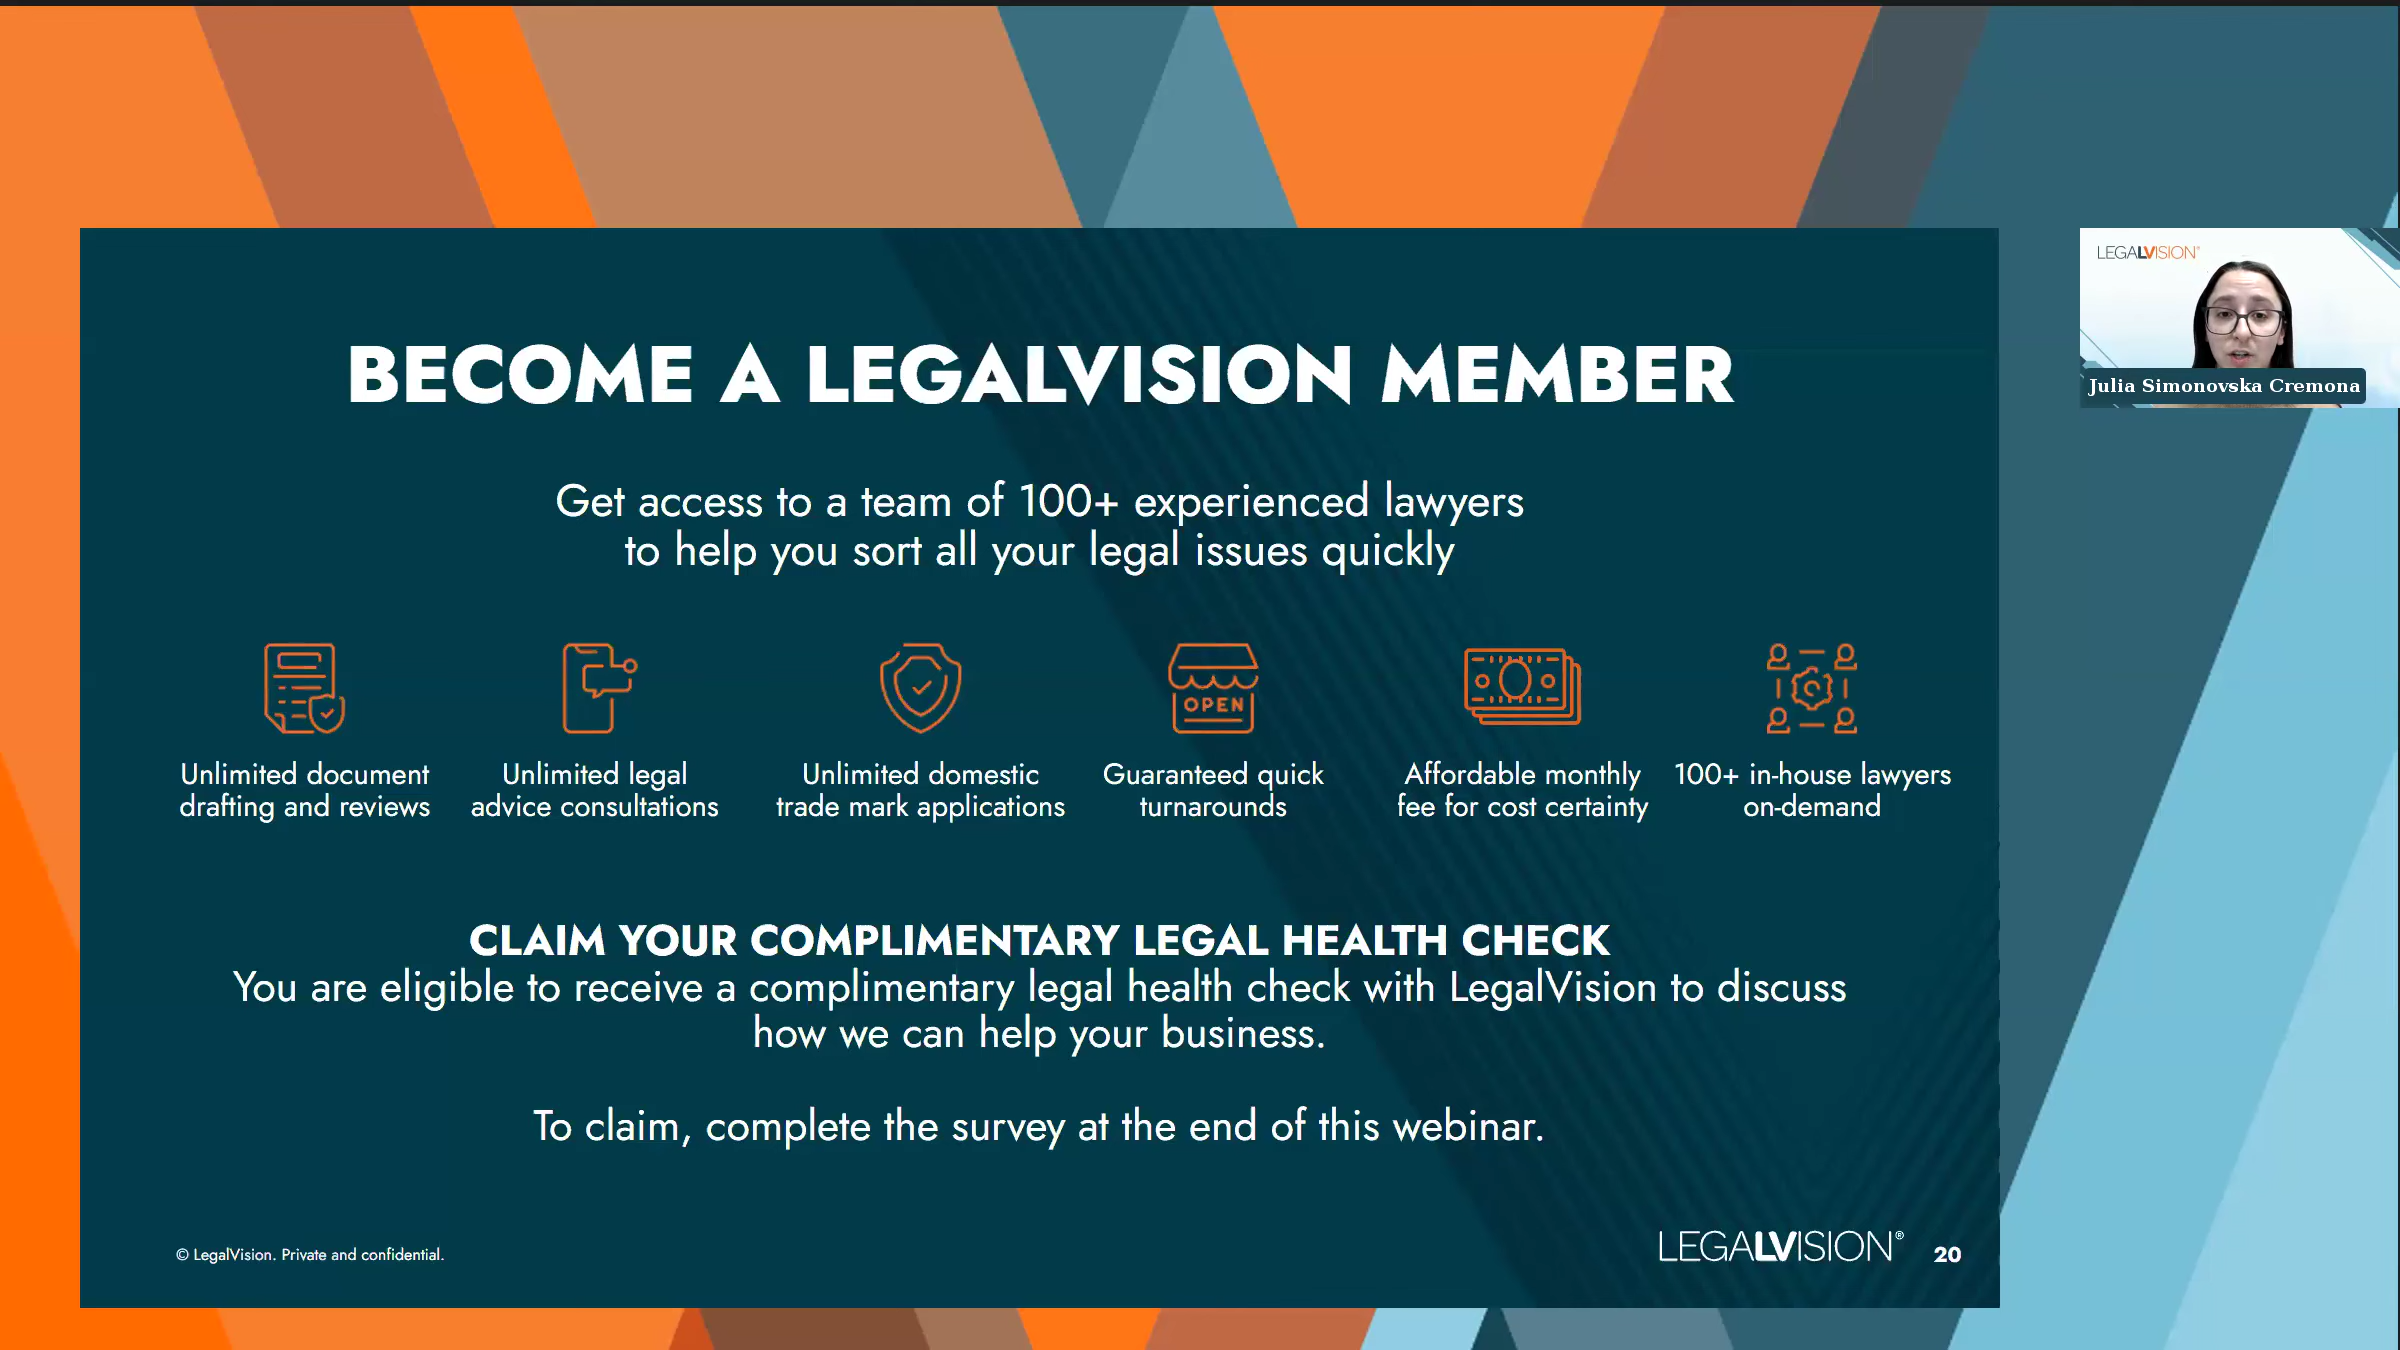 BECOME A LEGALVISION MEMBER
Get access to a team of 100+ experienced lawyers
to help you sort all your legal issues quickly
OPEN
Unlimited document
drafting and reviews
Unlimited legal
advice consultations
Unlimited domestic
trade mark applications
Guaranteed quick
turnarounds
Affordable monthly
fee for cost certainty
100+ in-house lawyers
on-demand
CLAIM YOUR COMPLIMENTARY LEGAL HEALTH CHECK
You are eligible to receive a complimentary legal health check with LegalVision to discuss
how we can help your business.
To claim, complete the survey at the end of this webinar.
© LegalVision. Private and confidential.
LEGALVISION®
20
LEGALVISION®
Julia Simonovska Cremona